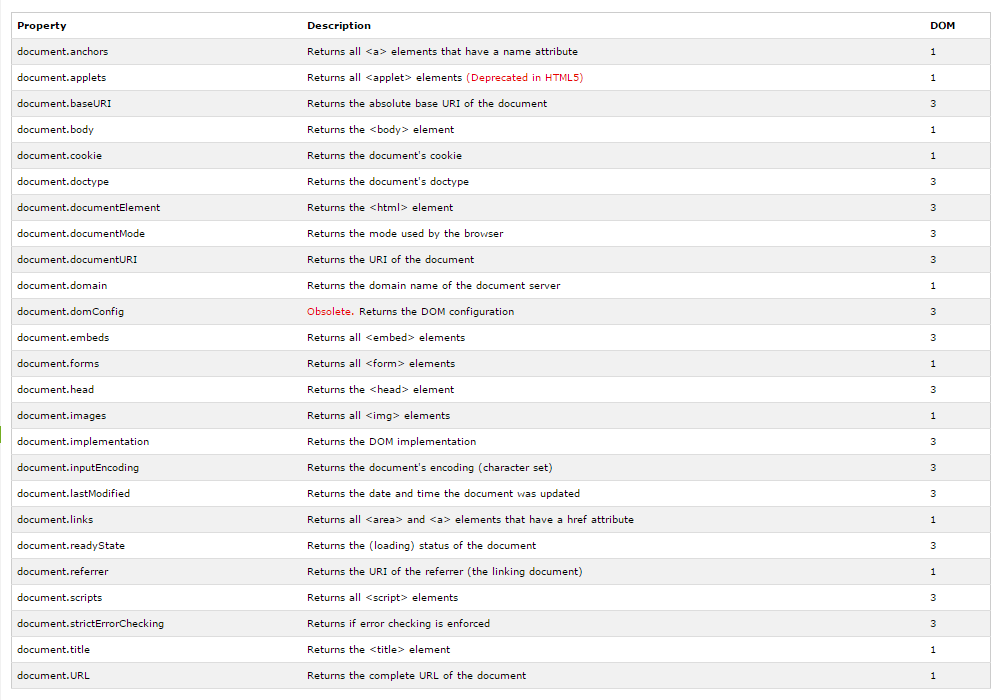 Property Description DOM
document.anchors Returns all <a> elements that have a name attribute 1
document.applets Returns all <applet> elements (Deprecated in HTML5) 1
document.baseURI Returns the absolute base URI of the document 3
document.body Returns the <body> element 1
document.cookie Returns the document's cookie 1
document.doctype Returns the document's doctype 3
document.documentElement Returns the <html> element 3
document.documentMode Returns the mode used by the browser 3
document.documentURI Returns the URI of the document 3
document.domain Returns the domain name of the document server 1
document.domConfig Obsolete. Returns the DOM configuration 3
document.embeds Returns all <embed> elements 3
document.forms Returns all <form> elements 1
document.head Returns the <head> element 3
document.images Returns all <img> elements 1
document.implementation Returns the DOM implementation 3
document.inputEncoding Returns the document's encoding (character set) 3
document.lastModified Returns the date and time the document was updated 3
document.links Returns all <area> and <a> elements that have a href attribute 1
document.readyState Returns the (loading) status of the document 3
document.referrer Returns the URI of the referrer (the linking document) 1
document.scripts Returns all <script> elements 3
document.strictErrorChecking Returns if error checking is enforced 3
document.title Returns the <title> element 1
document.URL Returns the complete URL of the document 1